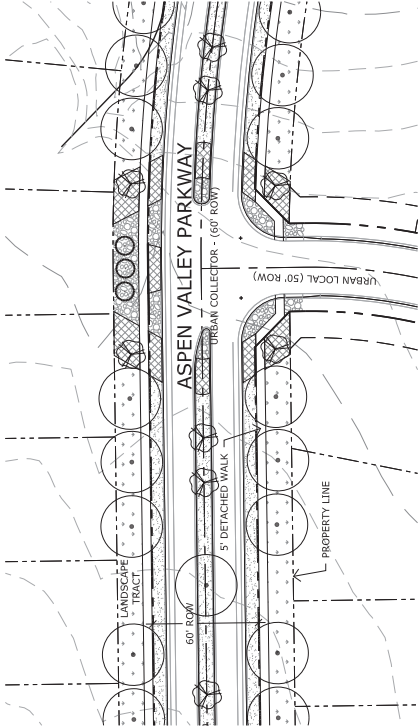 ASPEN VALLEY PARKWAY
URBAN COLLECTOR - (60' ROW)
URBAN LOCAL (50' ROW)
5' DETACHED WALK
PROPERTY LINE
LANDSCAPE
TRACT
60' ROW